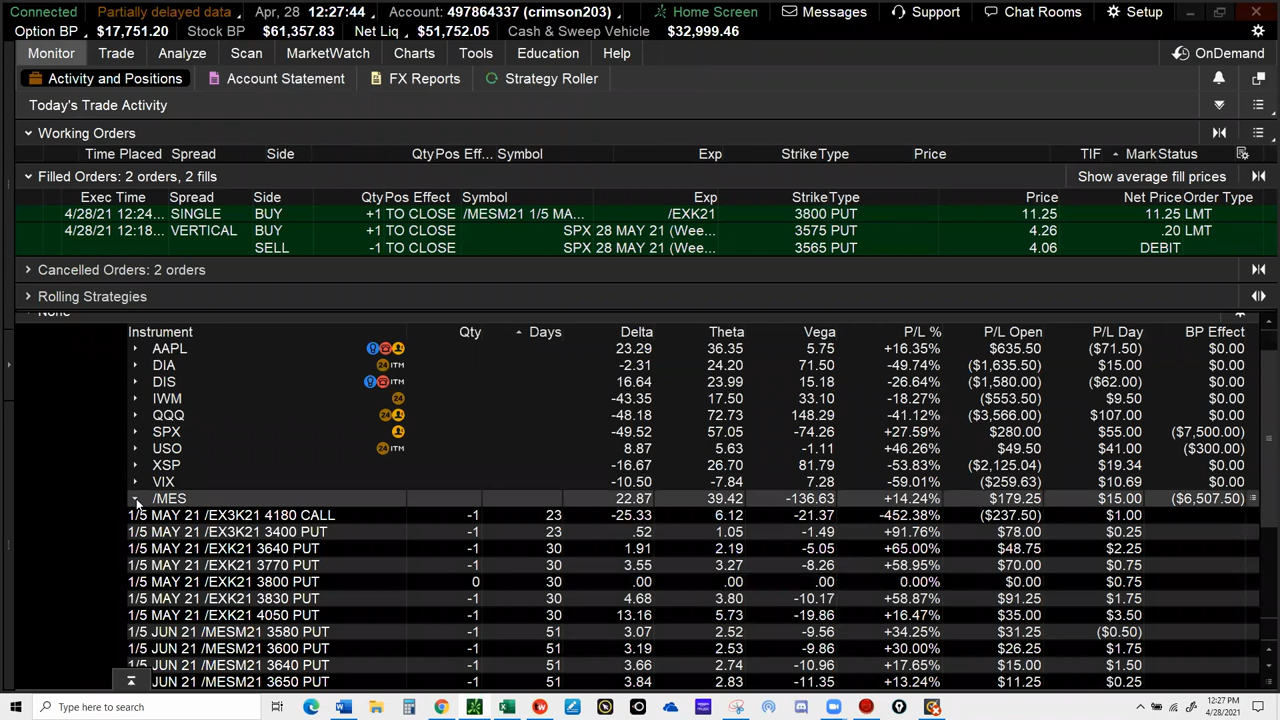 Connected Partially delayed data Apr, 28 12:27:44 Account: 497864337 (crimson203) Home Screen Messages Support Chat Rooms Setup
Option BP $17,751.20 Stock BP $61,357.83 Net Liq $51,752.05 Cash & Sweep Vehicle $32,999.46
Monitor Trade Analyze Scan MarketWatch Charts Tools Education Help OnDemand
Activity and Positions Account Statement FX Reports Strategy Roller
Today's Trade Activity
Working Orders
Time Placed Spread Side Qty Pos Eff... Symbol Exp Strike Type Price TIF Mark Status
Filled Orders: 2 orders, 2 fills Show average fill prices
Exec Time Spread Side Qty Pos Effect Symbol Exp Strike Type Price Net Price Order Type
4/28/21 12:24... SINGLE BUY +1 TO CLOSE /MESM21 1/5 MA... /EXK21 3800 PUT 11.25 11.25 LMT
4/28/21 12:18... VERTICAL BUY +1 TO CLOSE SPX 28 MAY 21 (Wee... 3575 PUT 4.26 .20 LMT
SELL -1 TO CLOSE SPX 28 MAY 21 (Wee... 3565 PUT 4.06 DEBIT
Cancelled Orders: 2 orders
Rolling Strategies
Instrument Qty Days Delta Theta Vega P/L % P/L Open P/L Day BP Effect
AAPL 23.29 36.35 5.75 +16.35% $635.50 ($71.50) $0.00
DIA 24 ITM -2.31 24.20 71.50 -49.74% ($1,635.50) $15.00 $0.00
DIS ITM 16.64 23.99 15.18 -26.64% ($1,580.00) ($62.00) $0.00
IWM 24 -43.35 17.50 33.10 -18.27% ($553.50) $9.50 $0.00
QQQ 24 -48.18 72.73 148.29 -41.12% ($3,566.00) $107.00 $0.00
SPX -49.52 57.05 -74.26 +27.59% $280.00 $55.00 ($7,500.00)
USO 24 ITM 8.87 5.63 -1.11 +46.26% $49.50 $41.00 ($300.00)
XSP -16.67 26.70 81.79 -53.83% ($2,125.04) $19.34 $0.00
VIX -10.50 -7.84 7.28 -59.01% ($259.63) $10.69 $0.00
/MES 22.87 39.42 -136.63 +14.24% $179.25 $15.00 ($6,507.50)
1/5 MAY 21 /EX3K21 4180 CALL -1 23 -25.33 6.12 -21.37 -452.38% ($237.50) $1.00
1/5 MAY 21 /EX3K21 3400 PUT -1 23 .52 1.05 -1.49 +91.76% $78.00 $0.25
1/5 MAY 21 /EXK21 3640 PUT -1 30 1.91 2.19 -5.05 +65.00% $48.75 $2.25
1/5 MAY 21 /EXK21 3770 PUT -1 30 3.55 3.27 -8.26 +58.95% $70.00 $0.75
1/5 MAY 21 /EXK21 3800 PUT 0 30 .00 .00 .00 0.00% $0.00 $0.75
1/5 MAY 21 /EXK21 3830 PUT -1 30 4.68 3.80 -10.17 +58.87% $91.25 $1.75
1/5 MAY 21 /EXK21 4050 PUT -1 30 13.16 5.73 -19.86 +16.47% $35.00 $3.50
1/5 JUN 21 /MESM21 3580 PUT -1 51 3.07 2.52 -9.56 +34.25% $31.25 ($0.50)
1/5 JUN 21 /MESM21 3600 PUT -1 51 3.19 2.53 -9.88 +30.00% $26.25 $1.75
1/5 JUN 21 /MESM21 3640 PUT -1 51 3.66 2.74 -10.96 +17.65% $15.00 $1.50
JUN 21 /MESM21 3650 PUT -1 51 3.84 2.83 -11.35 +13.24% $11.25 $0.25
Type here to search 12:27 PM
4/28/2021